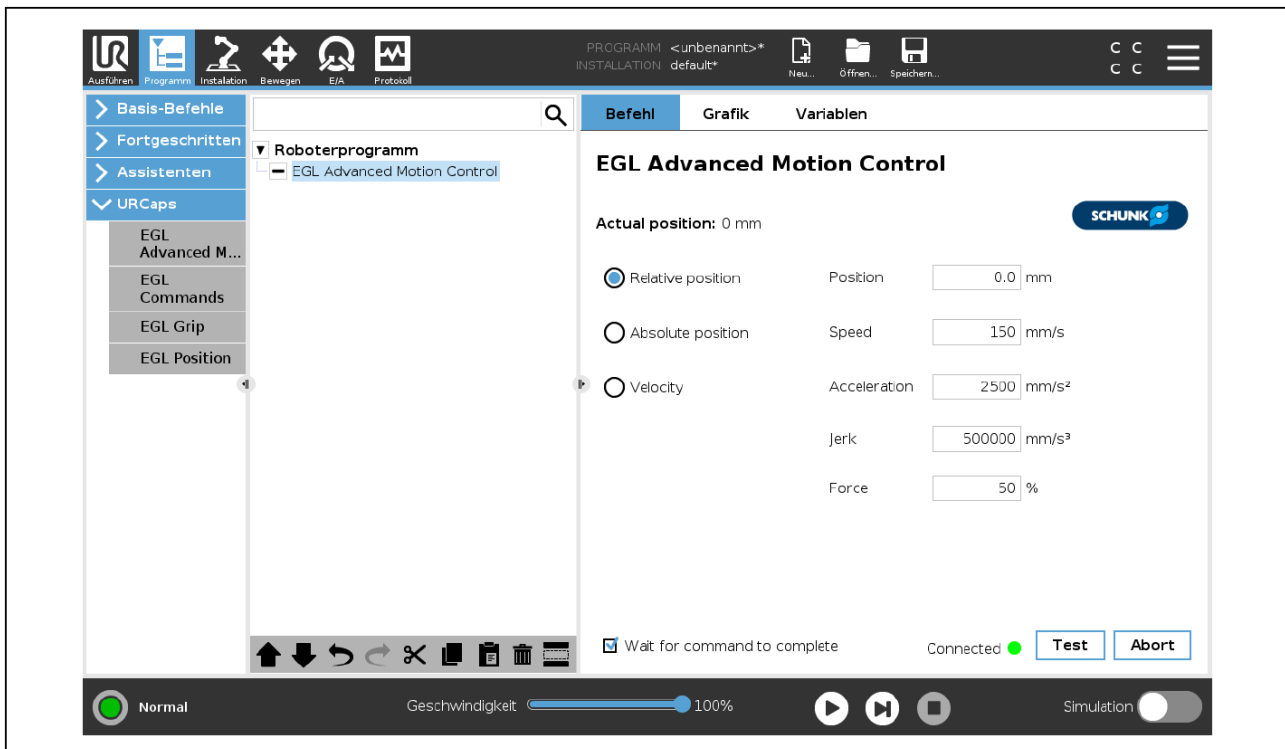 PROGRAMM <unbenannt>*
INSTALLATION default*
Ausführen Programm Instalation Bewegen E/A Protokoll
Neu... Öffnen... Speichern...
C C
C C
Basis-Befehle
Fortgeschritten
Assistenten
URCaps
EGL
Advanced M...
EGL
Commands
EGL Grip
EGL Position
Roboterprogramm
EGL Advanced Motion Control
Befehl Grafik Variablen
EGL Advanced Motion Control
Actual position: 0 mm
SCHUNK
Relative position Position 0.0 mm
Absolute position Speed 150 mm/s
Velocity Acceleration 2500 mm/s²
Jerk 500000 mm/s³
Force 50 %
Wait for command to complete Connected Test Abort
Normal Geschwindigkeit 100% Simulation